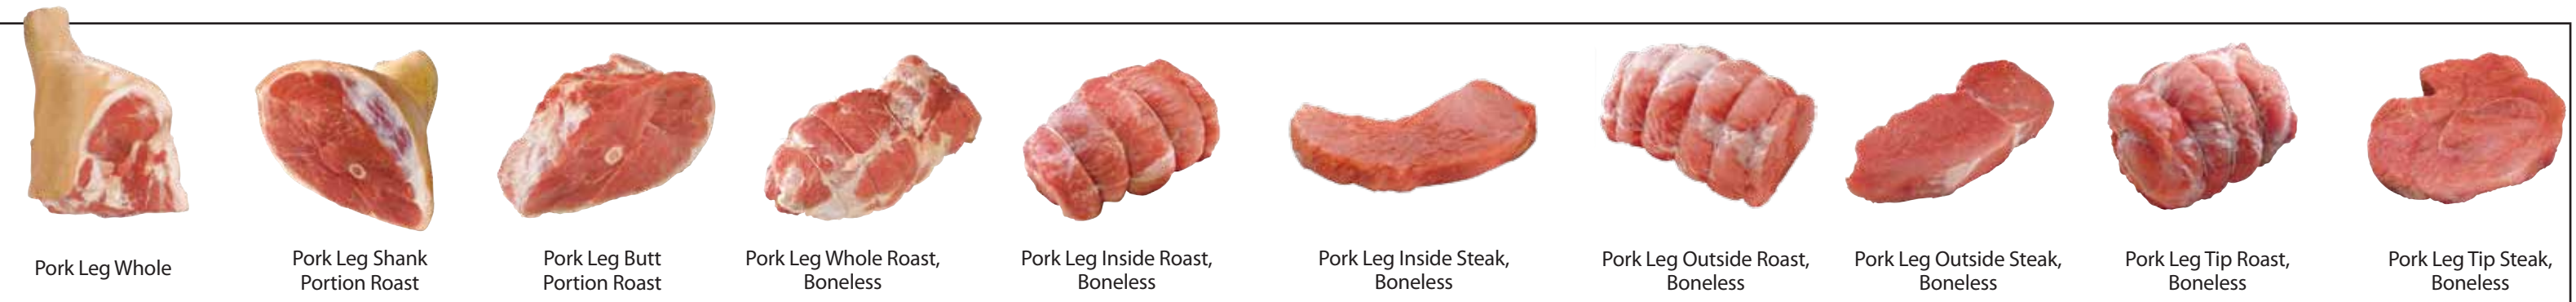 Pork Leg Whole
Pork Leg Shank
Portion Roast
Pork Leg Butt
Portion Roast
Pork Leg Whole Roast,
Boneless
Pork Leg Inside Roast,
Boneless
Pork Leg Inside Steak,
Boneless
Pork Leg Outside Roast,
Boneless
Pork Leg Outside Steak,
Boneless
Pork Leg Tip Roast,
Boneless
Pork Leg Tip Steak,
Boneless